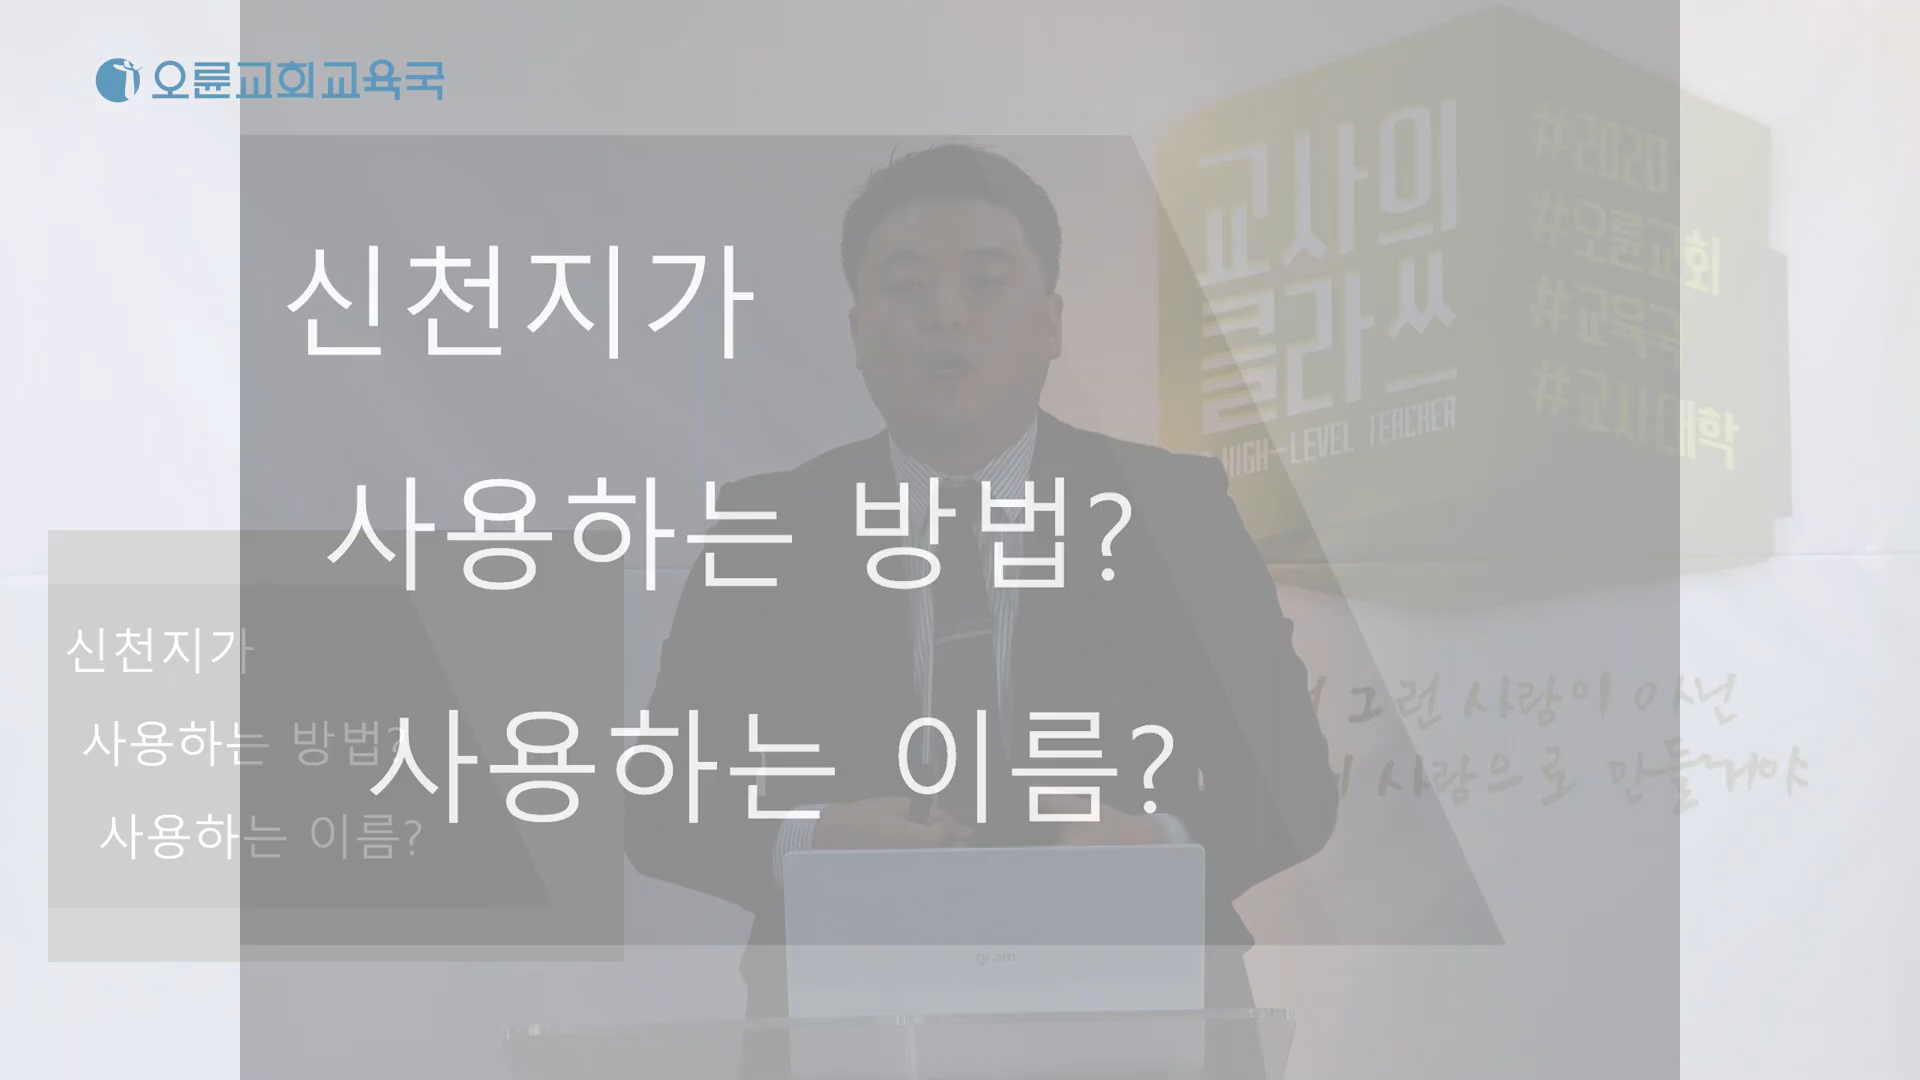 오륜교회교육국
교사의
클라쓰
HIGH-LEVEL TEACHER
#2020
#오륜교회
#교육국
#교사대학
신천지가
사용하는 방법?
사용하는 이름?
신천지가
사용하는 방법?
사용하는 이름?
그런 사람이 아닌
사람으로 만들거야
gram